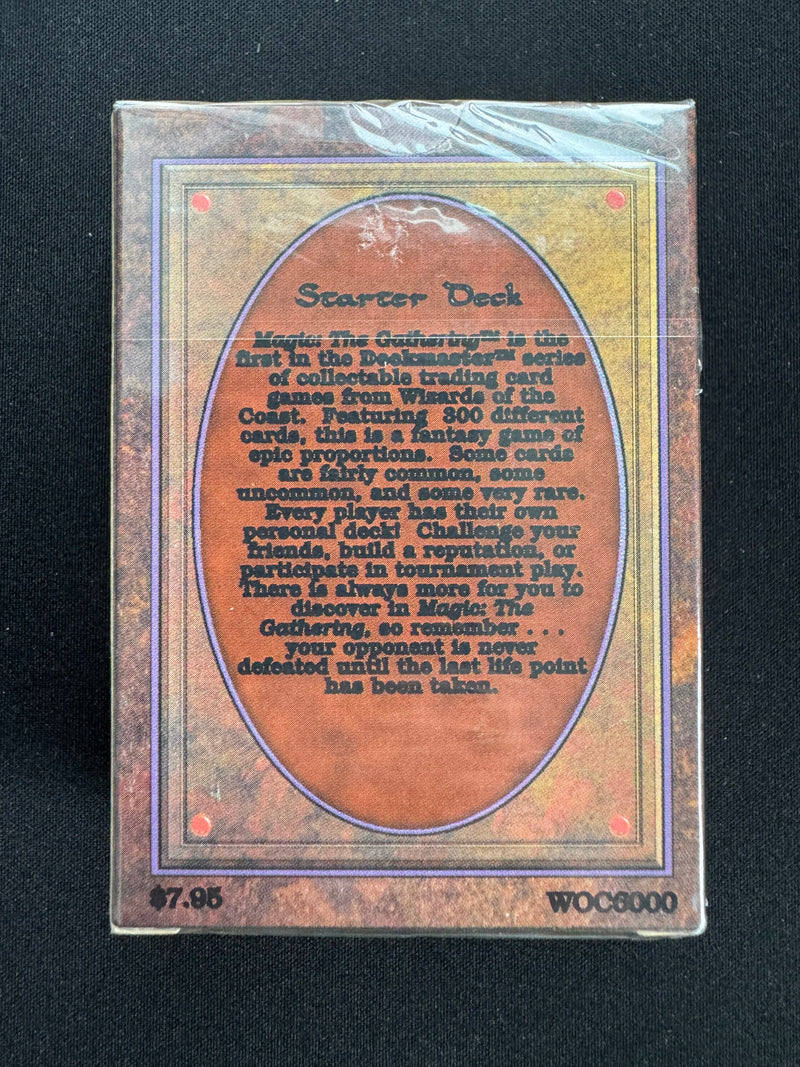 Starter Deck
Magic: The Gathering™ is the
first in the Deckmaster™ series
of collectable trading card
games from Wizards of the
Coast. Featuring 300 different
cards, this is a fantasy game of
epic proportions. Some cards
are fairly common, some
uncommon, and some very rare.
Every player has their own
personal deck! Challenge your
friends, build a reputation, or
participate in tournament play.
There is always more for you to
discover in Magic: The
Gathering, so remember . . .
your opponent is never
defeated until the last life point
has been taken.
$7.95
WOC6000